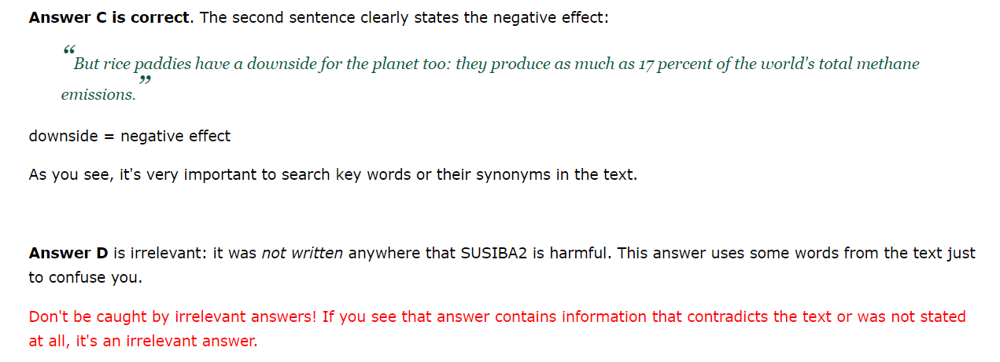 Answer C is correct. The second sentence clearly states the negative effect:
“But rice paddies have a downside for the planet too: they produce as much as 17 percent of the world's total methane
emissions.”
downside = negative effect
As you see, it's very important to search key words or their synonyms in the text.
Answer D is irrelevant: it was not written anywhere that SUSIBA2 is harmful. This answer uses some words from the text just
to confuse you.
Don't be caught by irrelevant answers! If you see that answer contains information that contradicts the text or was not stated
at all, it's an irrelevant answer.